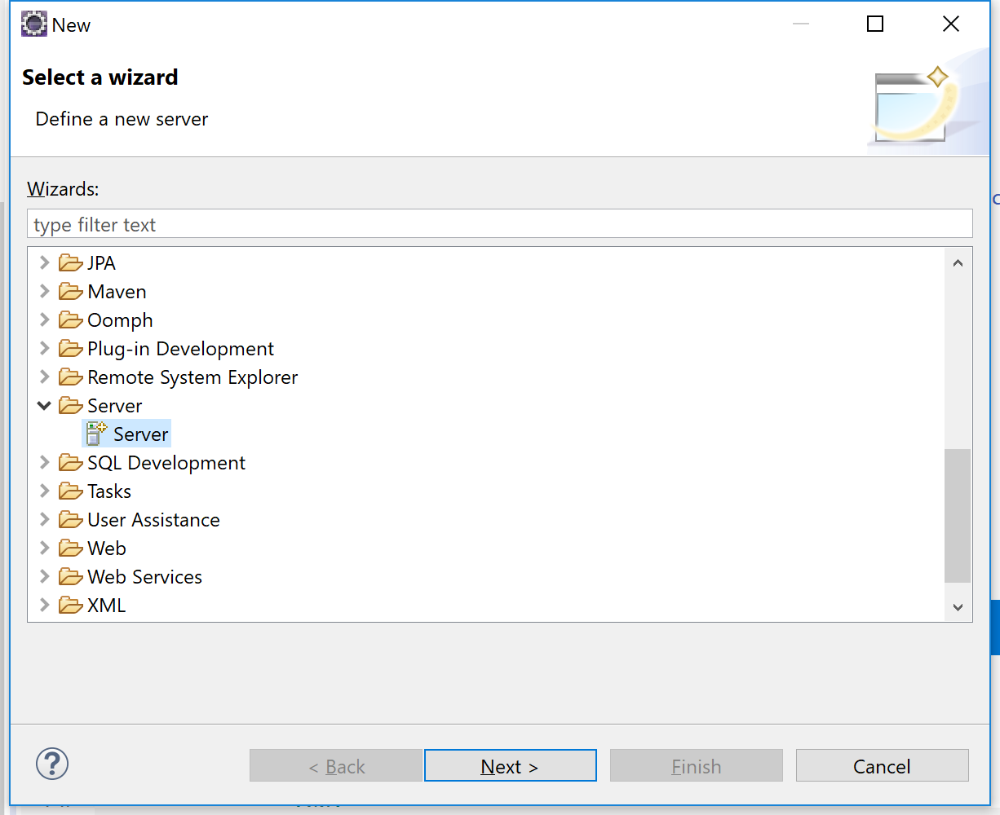 New
Select a wizard
Define a new server
Wizards:
type filter text
JPA
Maven
Oomph
Plug-in Development
Remote System Explorer
Server
Server
SQL Development
Tasks
User Assistance
Web
Web Services
XML
?
< Back Next > Finish Cancel